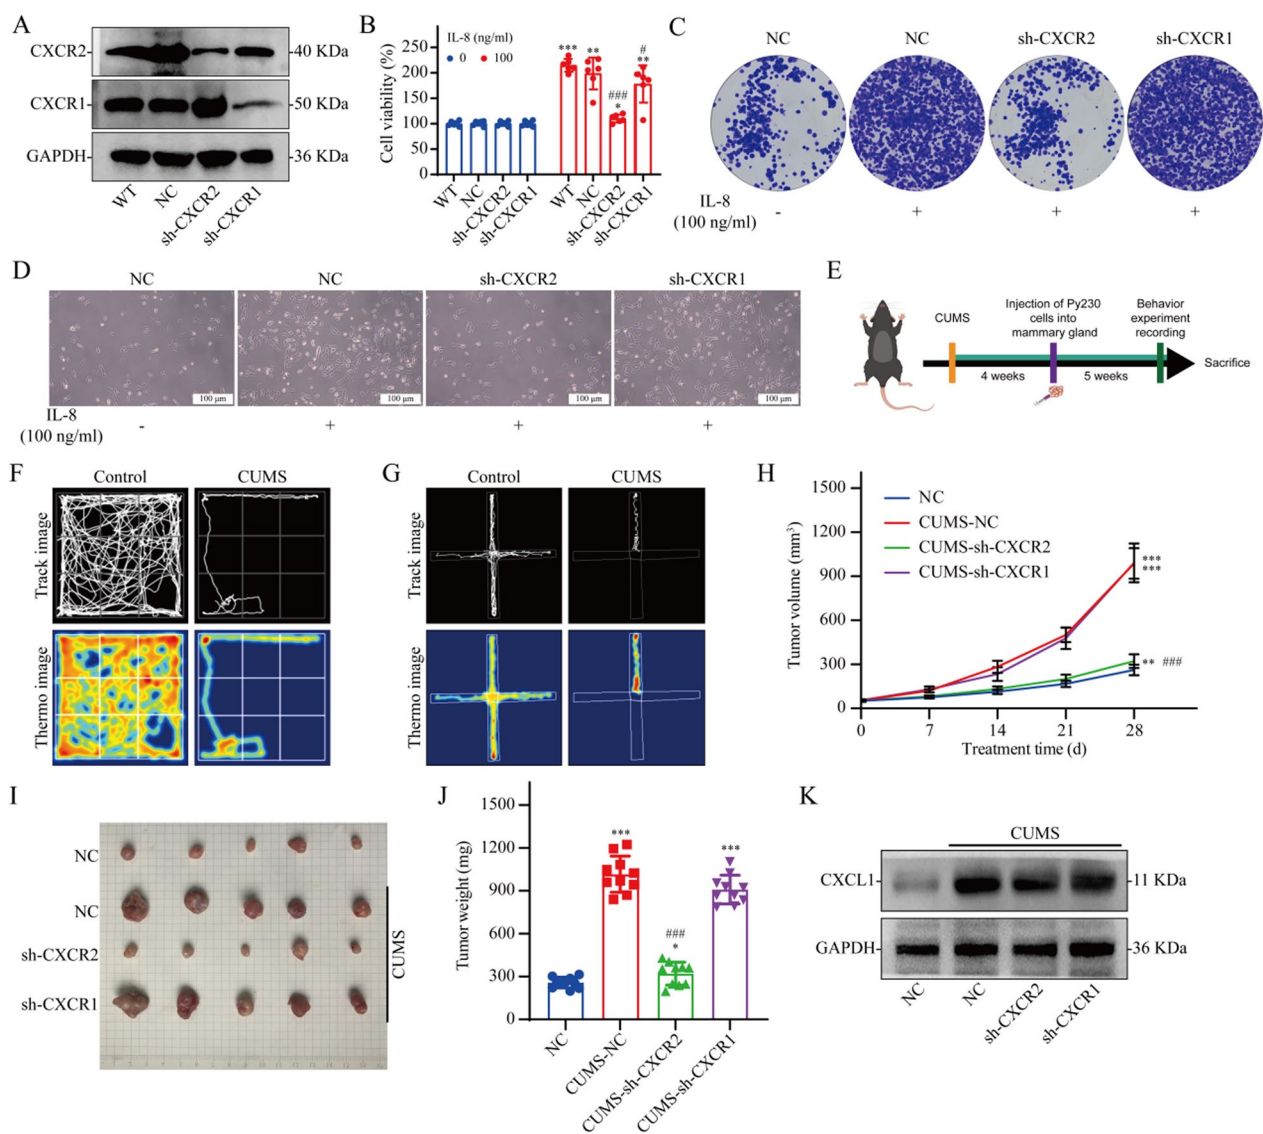 A
CXCR2
40 KDa
CXCR1
50 KDa
GAPDH
36 KDa
WT
NC
sh-CXCR2
sh-CXCR1
B
IL-8 (ng/ml)
0
100
Cell viability (%)
250
200
150
100
50
0
***
**
###
*
#
**
WT
NC
sh-CXCR2
sh-CXCR1
WT
NC
sh-CXCR2
sh-CXCR1
C
NC
NC
sh-CXCR2
sh-CXCR1
IL-8
(100 ng/ml)
-
+
+
+
D
NC
NC
sh-CXCR2
sh-CXCR1
100 μm
100 μm
100 μm
100 μm
IL-8
(100 ng/ml)
-
+
+
+
E
CUMS
Injection of Py230
cells into
mammary gland
Behavior
experiment
recording
4 weeks
5 weeks
Sacrifice
F
Control
CUMS
Track image
Thermo image
G
Control
CUMS
Track image
Thermo image
H
Tumor volume (mm³)
1500
1200
900
600
300
0
NC
CUMS-NC
CUMS-sh-CXCR2
CUMS-sh-CXCR1
***
***
** ###
0
7
14
21
28
Treatment time (d)
I
NC
NC
sh-CXCR2
sh-CXCR1
CUMS
J
Tumor weight (mg)
1500
1200
900
600
300
0
***
###
*
***
NC
CUMS-NC
CUMS-sh-CXCR2
CUMS-sh-CXCR1
K
CUMS
CXCL1
11 KDa
GAPDH
36 KDa
NC
NC
sh-CXCR2
sh-CXCR1